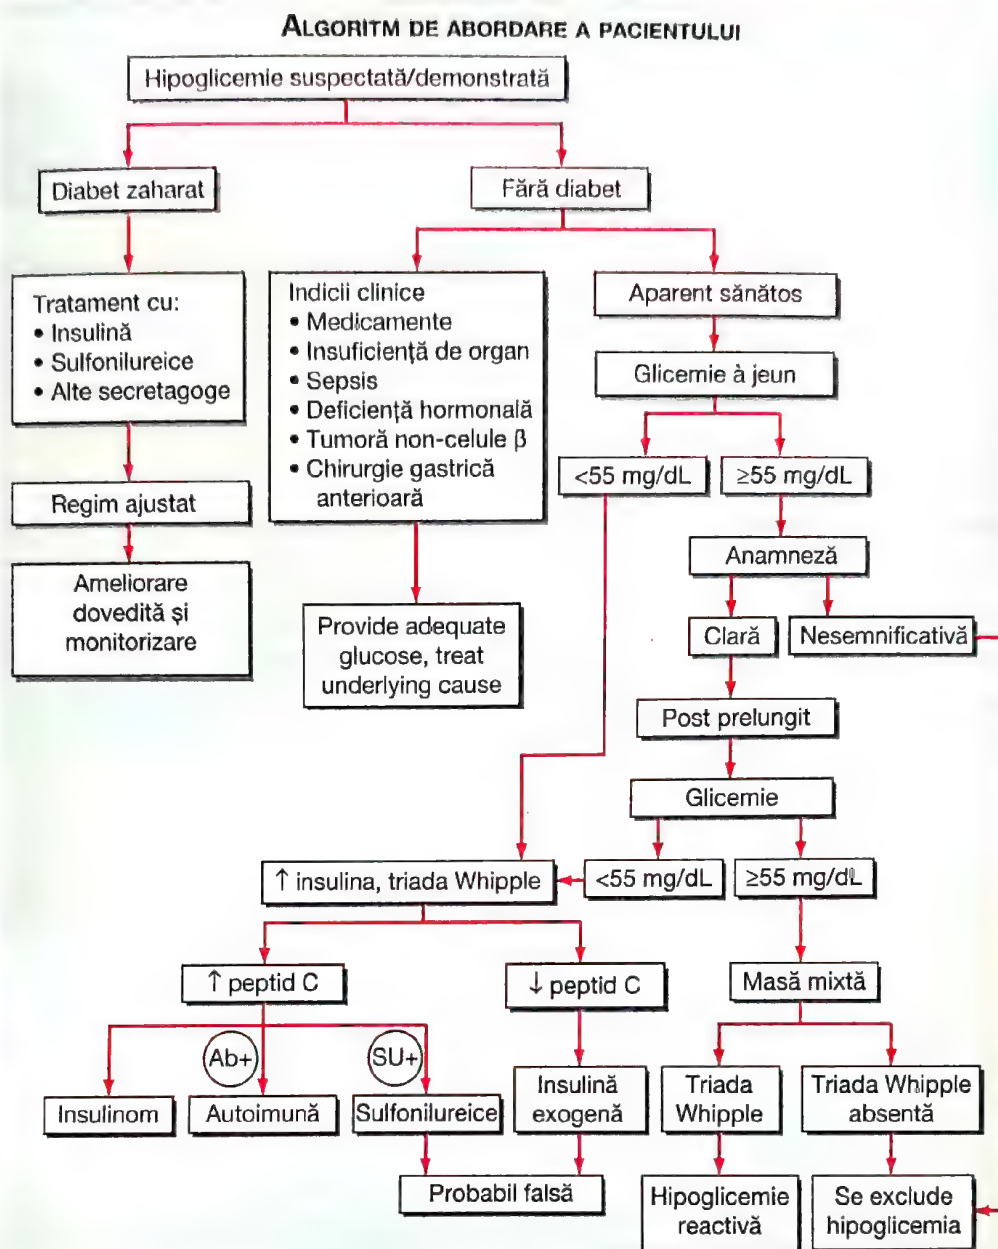 ALGORITM DE ABORDARE A PACIENTULUI
Hipoglicemie suspectată/demonstrată
Diabet zaharat
Fără diabet
Tratament cu:
• Insulină
• Sulfonilureice
• Alte secretagoge
Indicii clinice
• Medicamente
• Insuficiență de organ
• Sepsis
• Deficiență hormonală
• Tumoră non-celule β
• Chirurgie gastrică
anterioară
Aparent sănătos
Glicemie à jeun
<55 mg/dL
≥55 mg/dL
Regim ajustat
Anamneză
Ameliorare
dovedită și
monitorizare
Provide adequate
glucose, treat
underlying cause
Clară
Nesemnificativă
Post prelungit
Glicemie
↑ insulina, triada Whipple
<55 mg/dL
≥55 mg/dL
↑ peptid C
↓ peptid C
Masă mixtă
Ab+
SU+
Insulinom
Autoimună
Sulfonilureice
Insulină
exogenă
Triada
Whipple
Triada Whipple
absentă
Probabil falsă
Hipoglicemie
reactivă
Se exclude
hipoglicemia